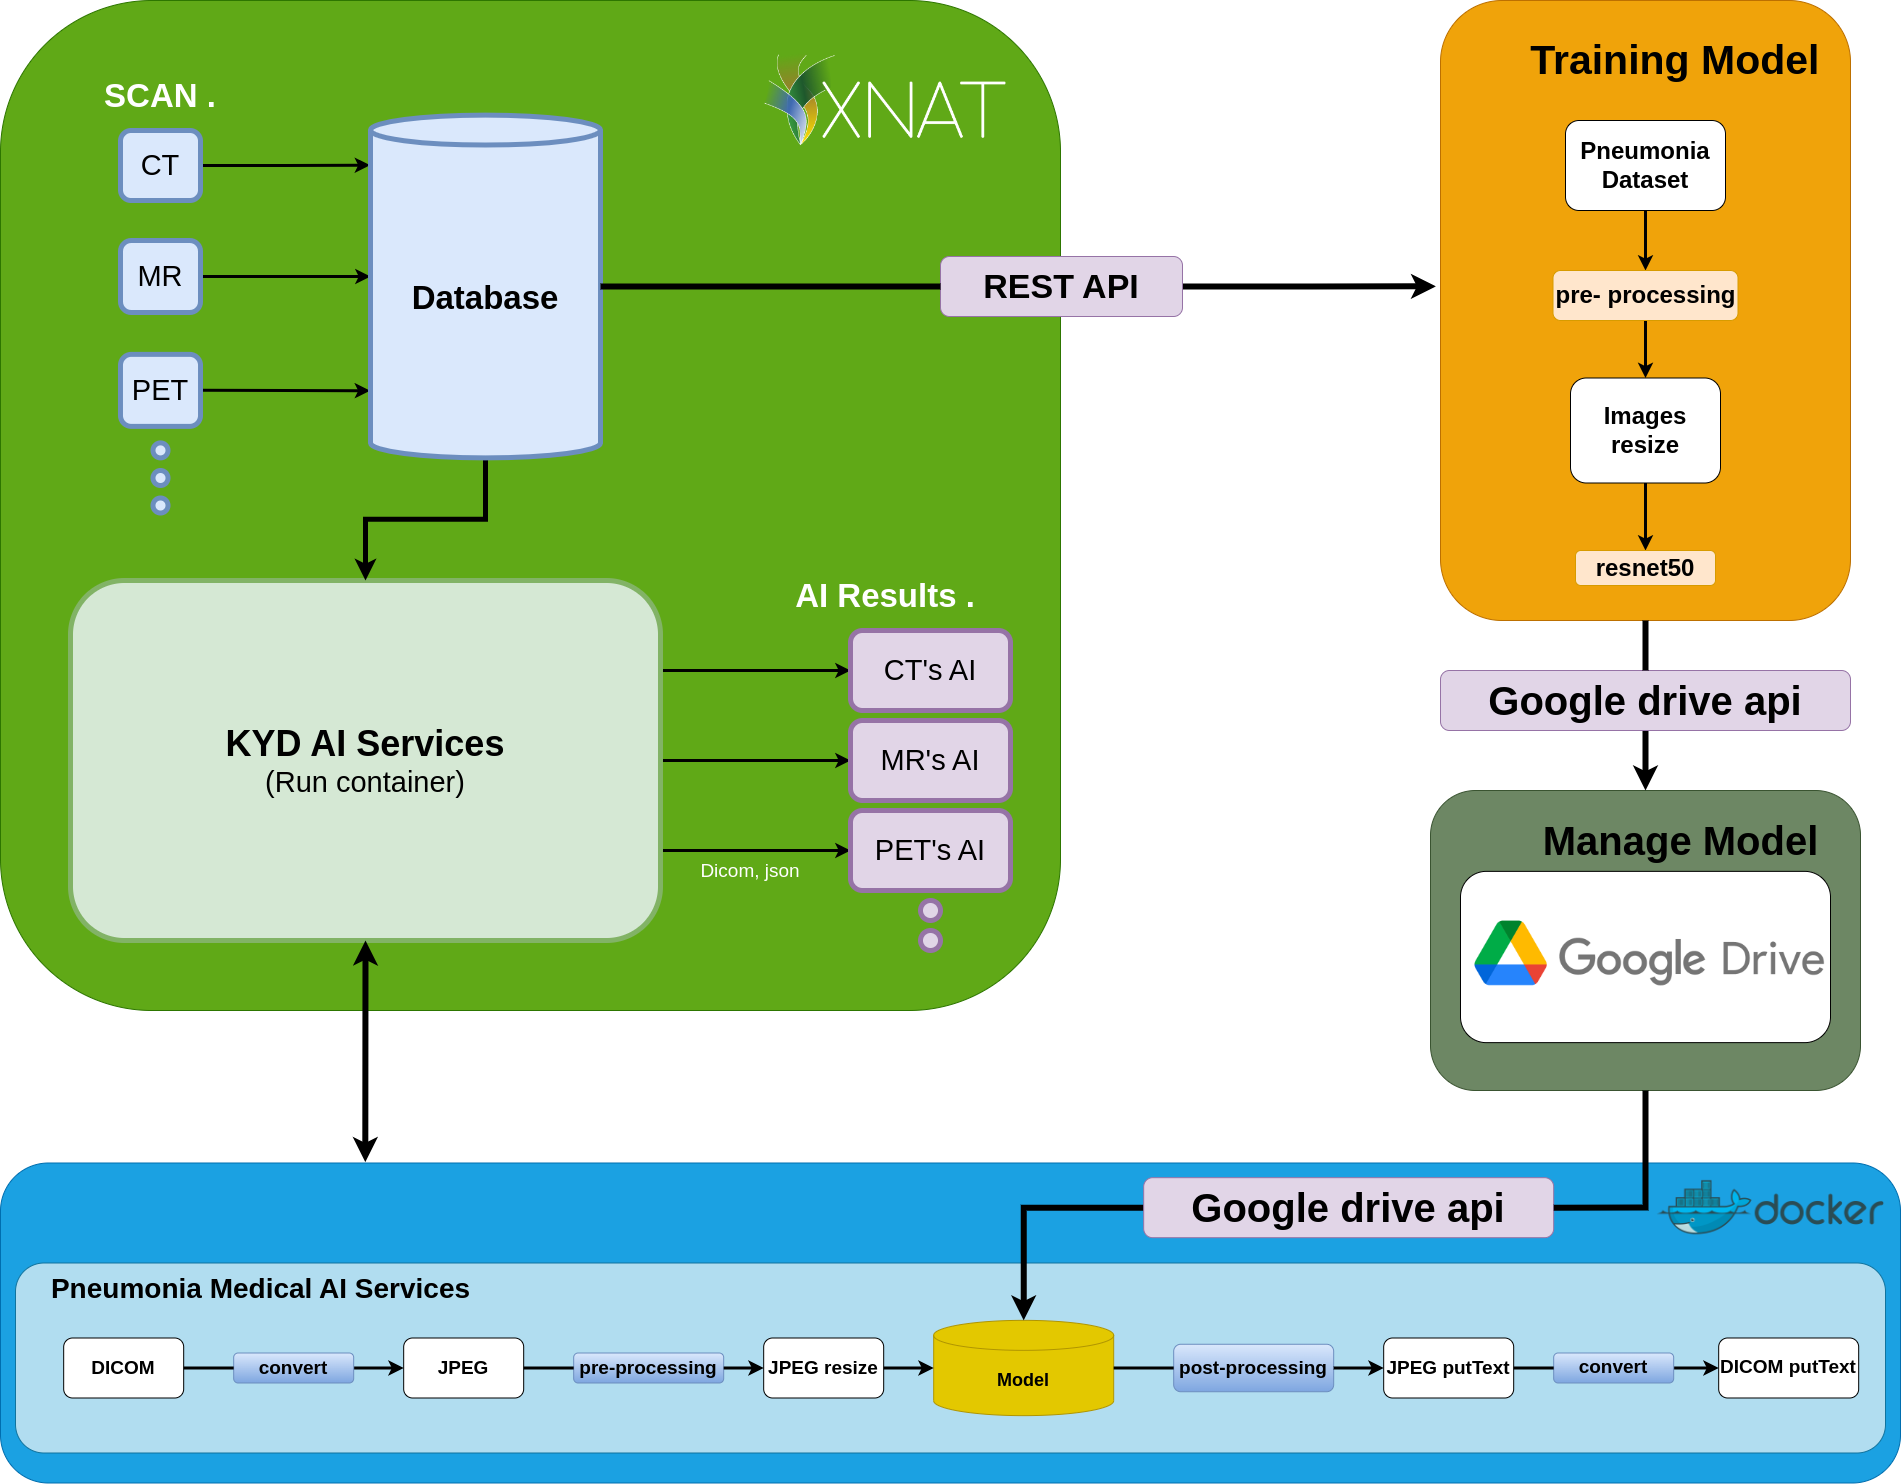 SCAN .
XNAT
CT
MR
PET
Database
REST API
KYD AI Services
(Run container)
AI Results .
CT's AI
MR's AI
PET's AI
Dicom, json
Training Model
Pneumonia
Dataset
pre- processing
Images
resize
resnet50
Google drive api
Manage Model
Google Drive
Google drive api
docker
Pneumonia Medical AI Services
DICOM
convert
JPEG
pre-processing
JPEG resize
Model
post-processing
JPEG putText
convert
DICOM putText